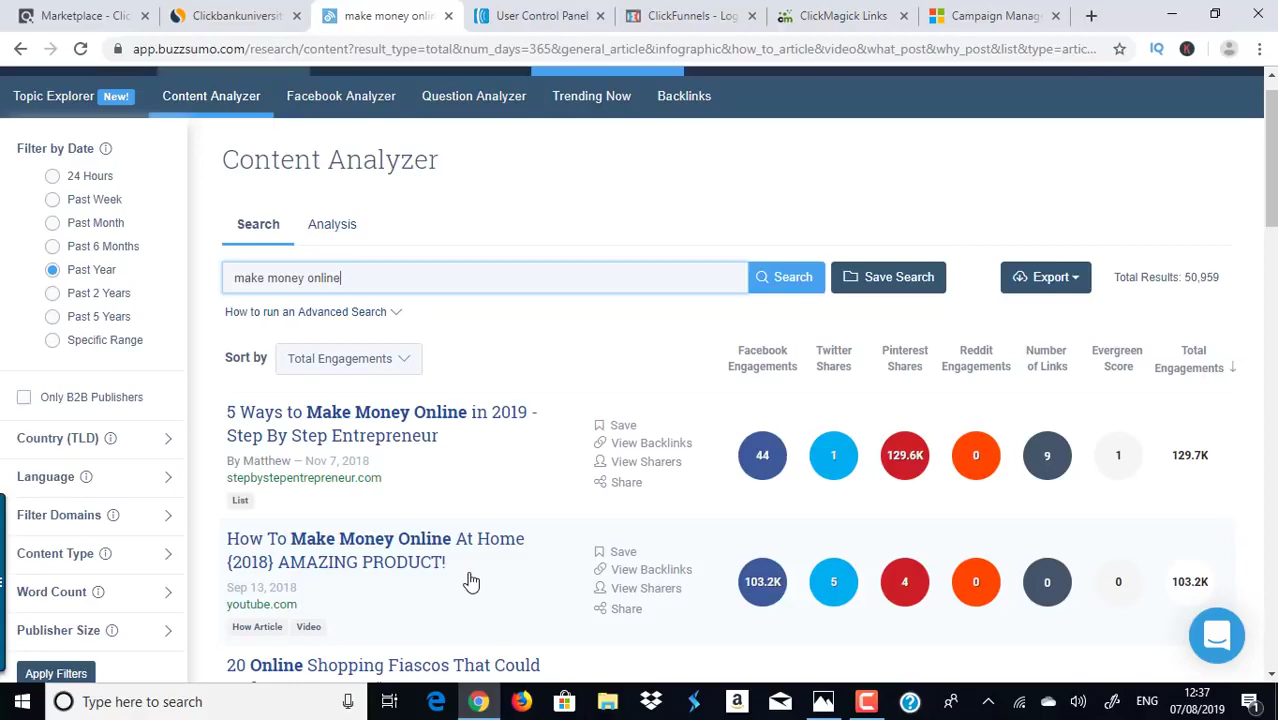 Marketplace - Clic
Clickbankuniversit
make money onli
User Control Panel
ClickFunnels - Log
ClickMagick Links
Campaign Manag
app.buzzsumo.com/research/content?result_type=total&num_days=365&general_article&infographic&how_to_article&video&what_post&why_post&list&type=artic...
IQ
K
Topic Explorer New!
Content Analyzer
Facebook Analyzer
Question Analyzer
Trending Now
Backlinks
Filter by Date
24 Hours
Past Week
Past Month
Past 6 Months
Past Year
Past 2 Years
Past 5 Years
Specific Range
Only B2B Publishers
Country (TLD)
Language
Filter Domains
Content Type
Word Count
Publisher Size
Apply Filters
Content Analyzer
Search Analysis
make money online
Search
Save Search
Export
Total Results: 50,959
How to run an Advanced Search
Sort by
Total Engagements
Facebook Engagements
Twitter Shares
Pinterest Shares
Reddit Engagements
Number of Links
Evergreen Score
Total Engagements
5 Ways to Make Money Online in 2019 -
Step By Step Entrepreneur
By Matthew — Nov 7, 2018
stepbystepentrepreneur.com
List
Save
View Backlinks
View Sharers
Share
44 1 129.6K 0 9 1 129.7K
How To Make Money Online At Home
{2018} AMAZING PRODUCT!
Sep 13, 2018
youtube.com
How Article Video
Save
View Backlinks
View Sharers
Share
103.2K 5 4 0 0 0 103.2K
20 Online Shopping Fiascos That Could
Type here to search
ENG
12:37
07/08/2019
1